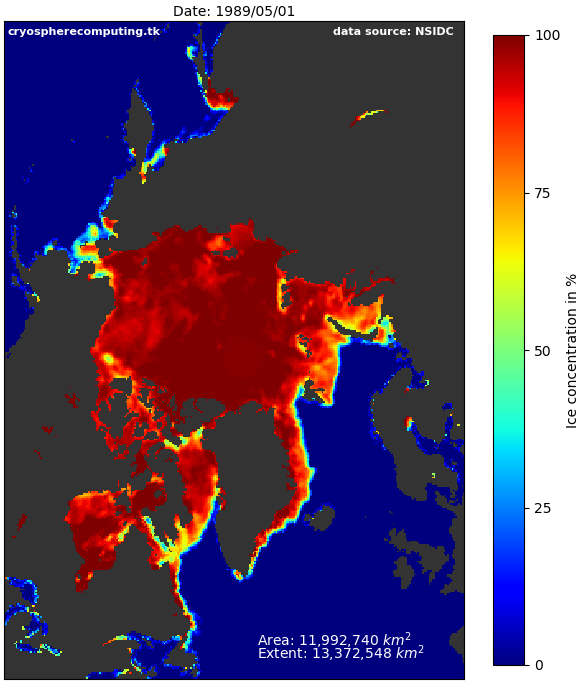 Date: 1989/05/01
cryospherecomputing.tk
data source: NSIDC
100
75
50
25
0
Ice concentration in %
Area: 11,992,740 km²
Extent: 13,372,548 km²